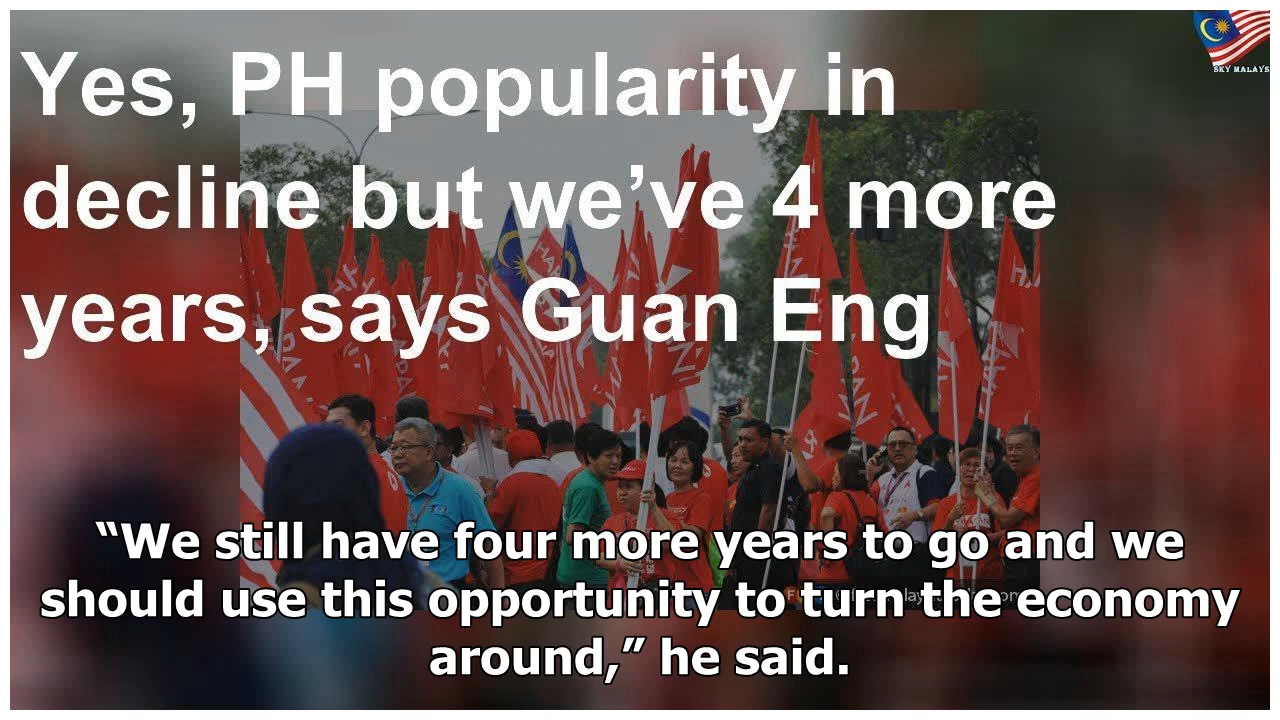 SKY MALAYS
Yes, PH popularity in
decline but we’ve 4 more
years, says Guan Eng
“We still have four more years to go and we
should use this opportunity to turn the economy
around,” he said.